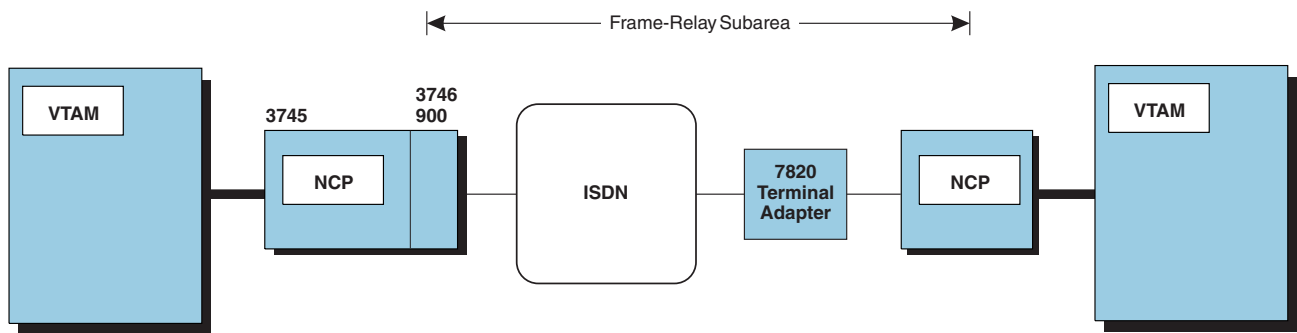 Frame-Relay Subarea
VTAM
3745
3746
900
NCP
ISDN
7820
Terminal
Adapter
NCP
VTAM